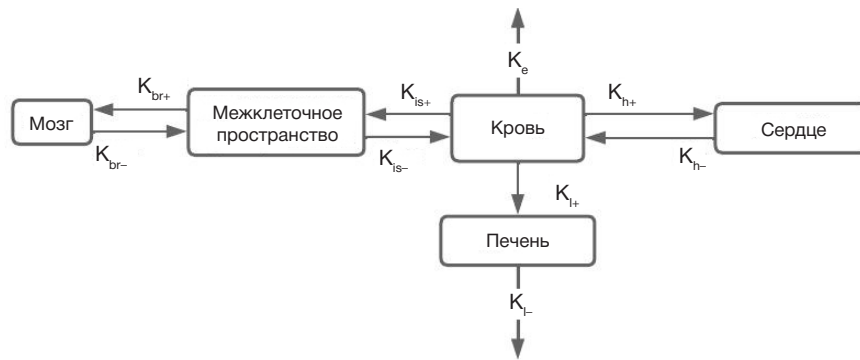 K_e
K_br+
K_is+
K_h+
Мозг
Межклеточное
пространство
Кровь
Сердце
K_br–
K_is–
K_h–
K_l+
Печень
K_l–